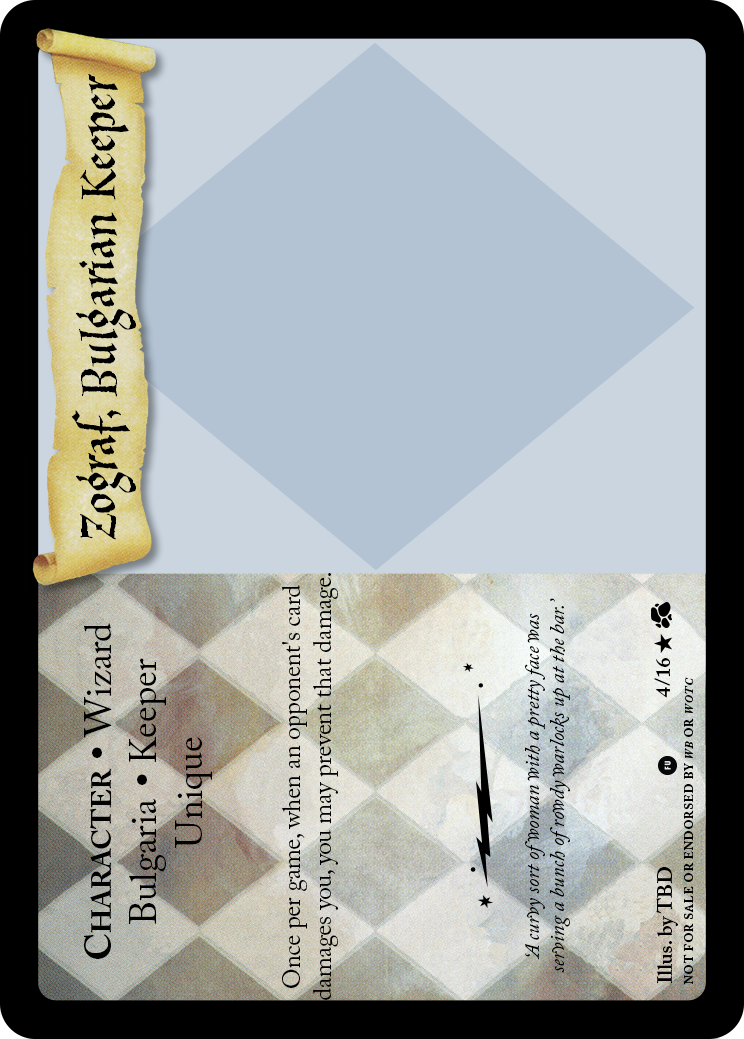 Zograf, Bulgarian Keeper
CHARACTER • Wizard
Bulgaria • Keeper
Unique
Once per game, when an opponent's card
damages you, you may prevent that damage.
'A curvy sort of woman with a pretty face was
serving a bunch of rowdy warlocks up at the bar.'
Illus. by TBD FU 4/16 ★
NOT FOR SALE OR ENDORSED BY WB OR WOTC